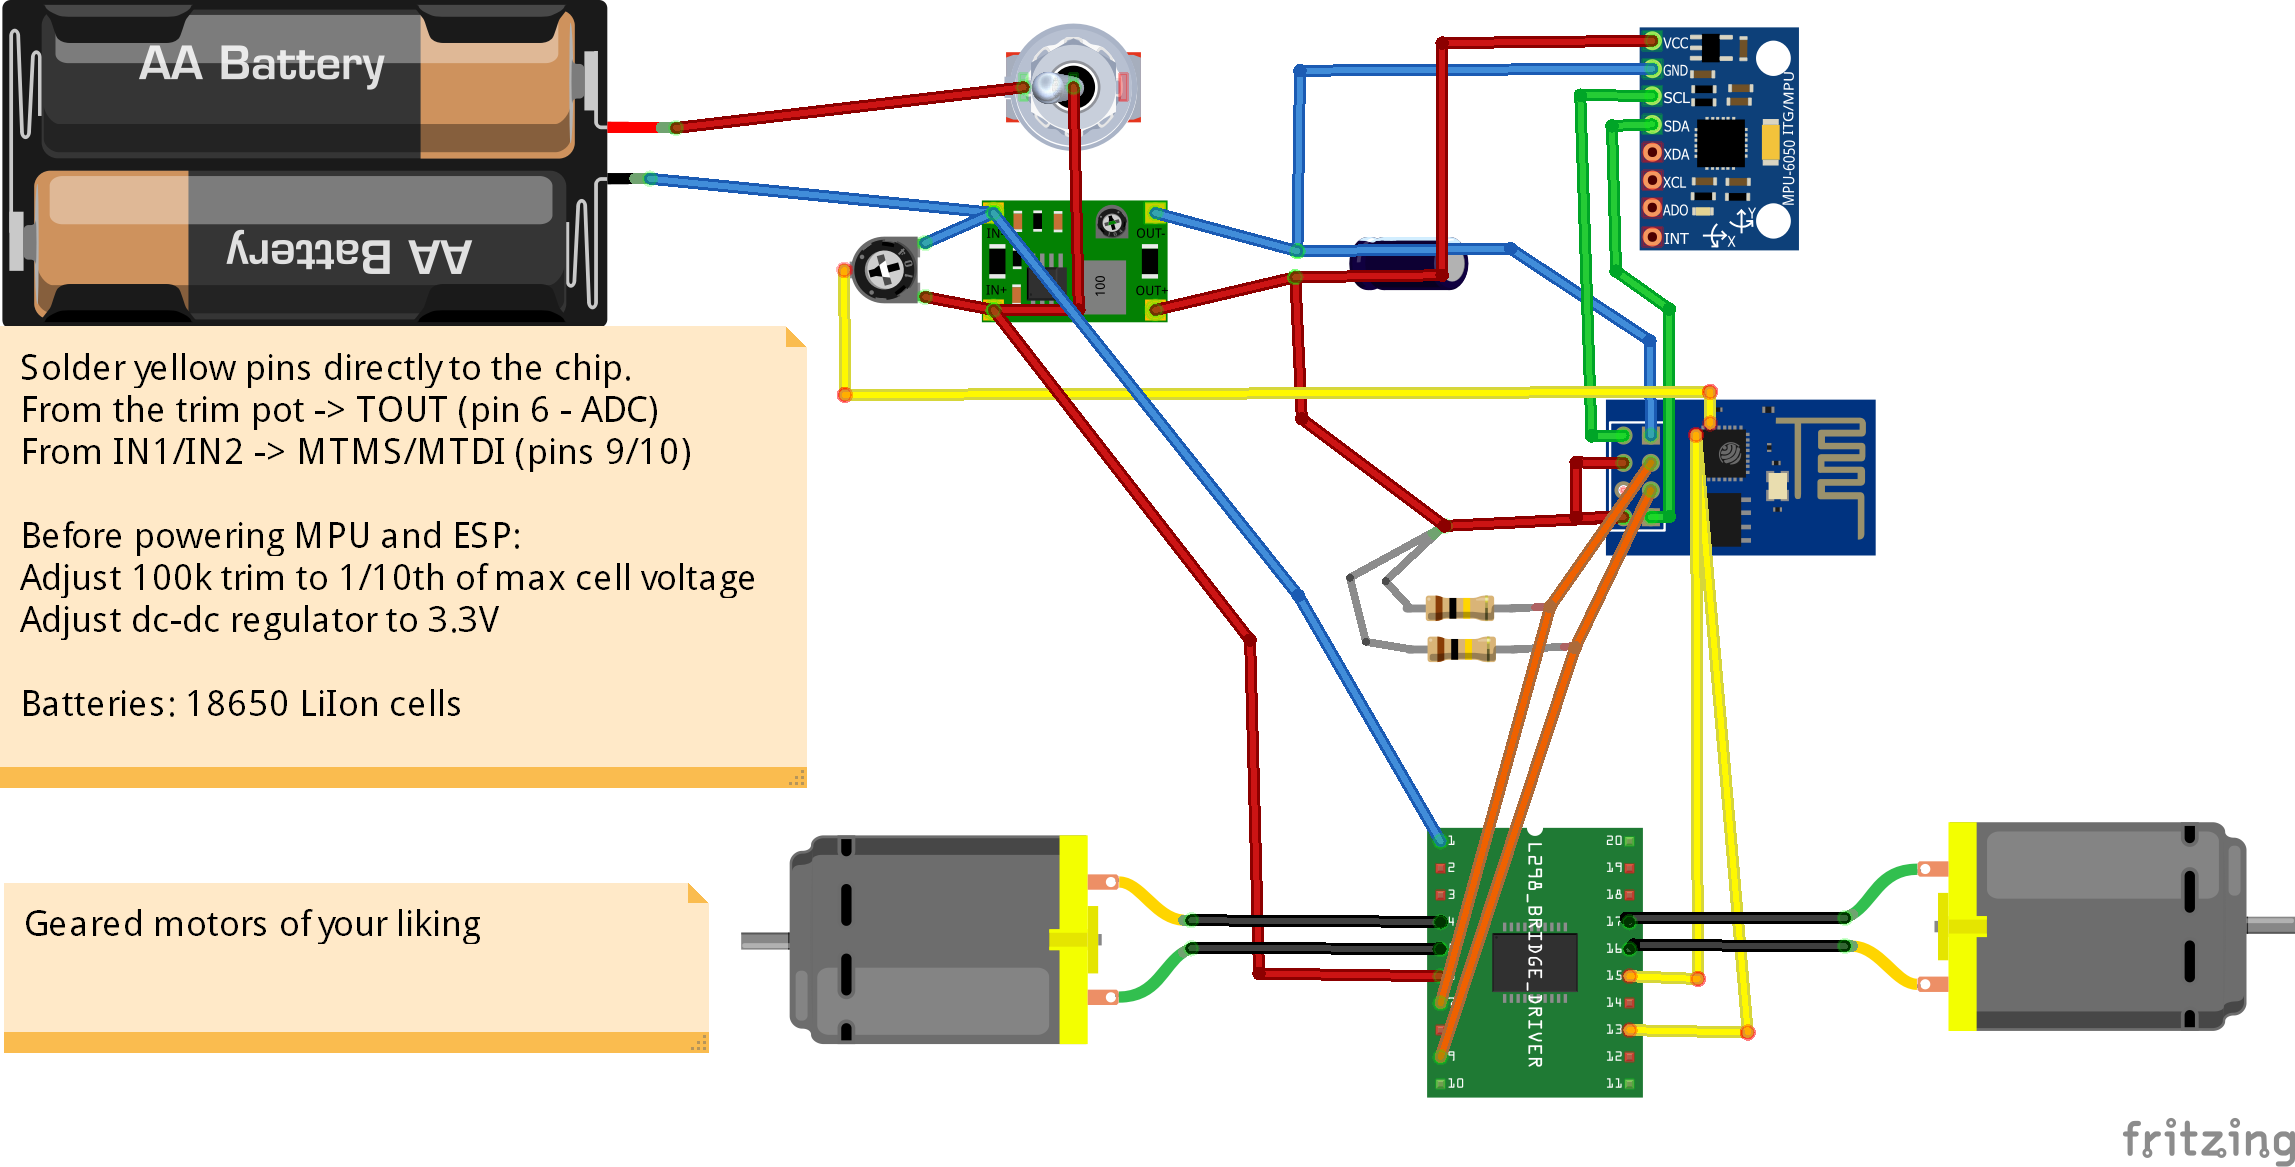 AA Battery
AA Battery
Solder yellow pins directly to the chip.
From the trim pot -> TOUT (pin 6 - ADC)
From IN1/IN2 -> MTMS/MTDI (pins 9/10)
Before powering MPU and ESP:
Adjust 100k trim to 1/10th of max cell voltage
Adjust dc-dc regulator to 3.3V
Batteries: 18650 LiIon cells
Geared motors of your liking
IN-
IN+
100
OUT-
OUT+
VCC
GND
SCL
SDA
XDA
XCL
ADO
INT
MPU-6050 ITG/MPU
Y
X
L298_BRIDGE_DRIVER
1
2
3
4
9
10
20
19
18
17
16
15
14
13
12
11
fritzing